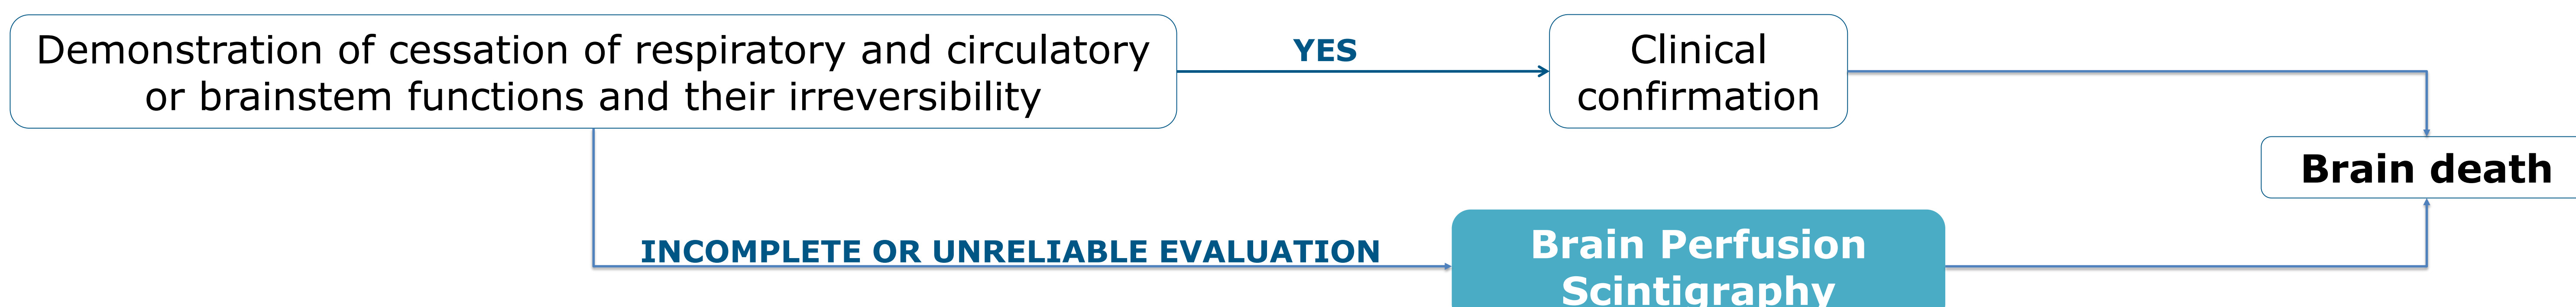 Demonstration of cessation of respiratory and circulatory
or brainstem functions and their irreversibility
YES
Clinical
confirmation
Brain death
INCOMPLETE OR UNRELIABLE EVALUATION
Brain Perfusion
Scintigraphy